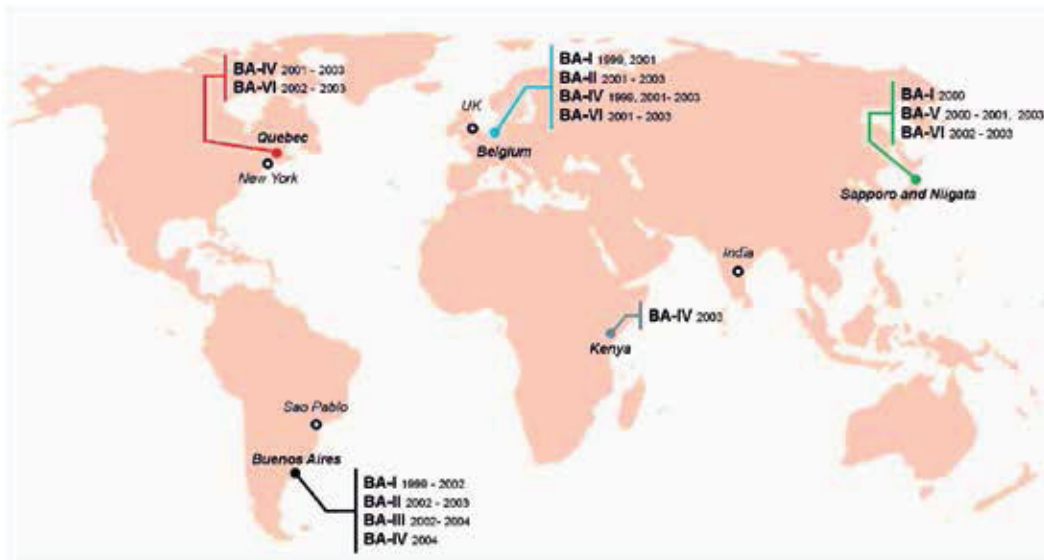 BA-IV 2001 - 2003
BA-VI 2002 - 2003
Quebec
New York
BA-I 1999, 2001
BA-II 2001 - 2003
BA-IV 1999, 2001- 2003
BA-VI 2001 - 2003
UK
Belgium
BA-I 2000
BA-V 2000 - 2001, 2003
BA-VI 2002 - 2003
Sapporo and Niigata
India
BA-IV 2003
Kenya
Sao Pablo
Buenos Aires
BA-I 1999 - 2002
BA-II 2002 - 2003
BA-III 2002- 2004
BA-IV 2004